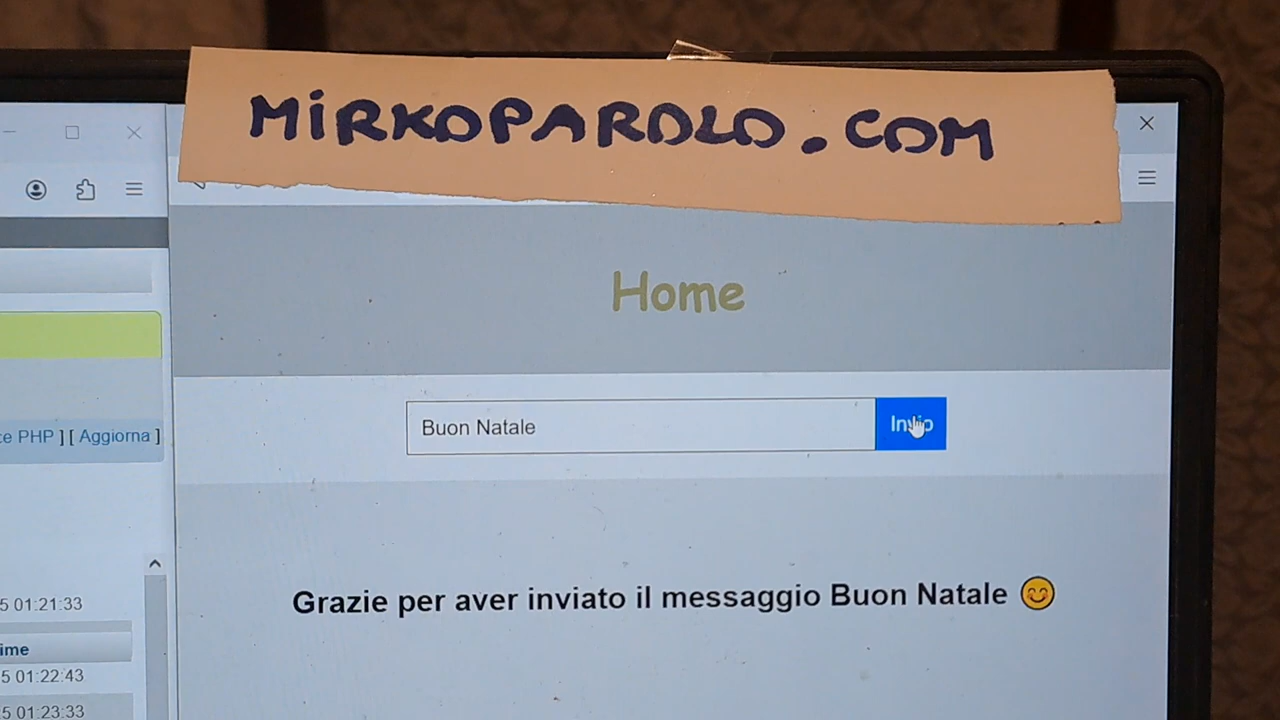 MiRKOPAROLO.COM
Home
Buon Natale
Invio
ce PHP ] [ Aggiorna ]
Grazie per aver inviato il messaggio Buon Natale 😊
5 01:21:33
ime
5 01:22:43
5 01:23:33